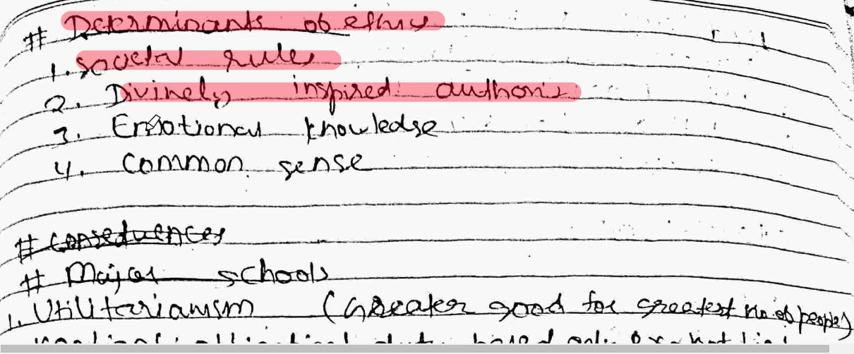 # Determinants of ethics
1. societal rules
2. Divinely inspired authoris
3. Emotional knowledge
4. Common sense
# consequences
# Major schools
1. Utilitarianism (Greater good for greatest no. of people)